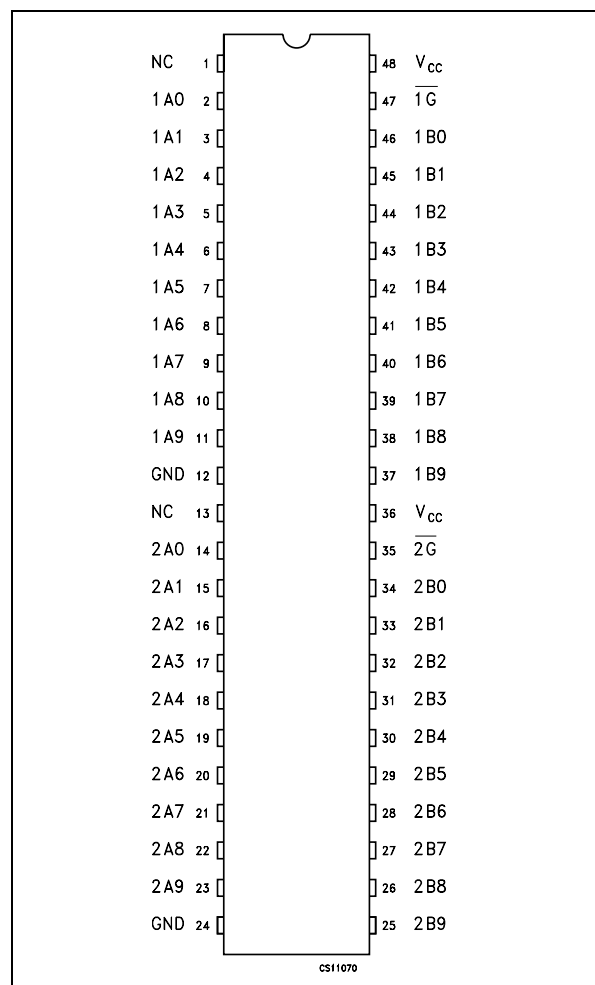 NC 1 48 Vcc
1A0 2 47 1G̅
1A1 3 46 1B0
1A2 4 45 1B1
1A3 5 44 1B2
1A4 6 43 1B3
1A5 7 42 1B4
1A6 8 41 1B5
1A7 9 40 1B6
1A8 10 39 1B7
1A9 11 38 1B8
GND 12 37 1B9
NC 13 36 Vcc
2A0 14 35 2G̅
2A1 15 34 2B0
2A2 16 33 2B1
2A3 17 32 2B2
2A4 18 31 2B3
2A5 19 30 2B4
2A6 20 29 2B5
2A7 21 28 2B6
2A8 22 27 2B7
2A9 23 26 2B8
GND 24 25 2B9
CS11070